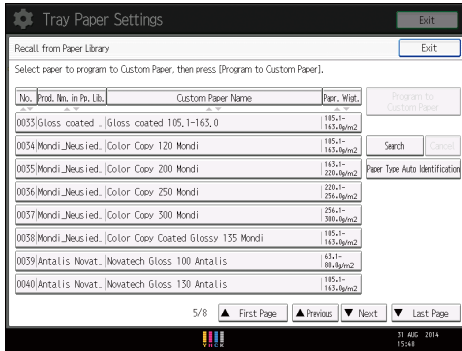 Tray Paper Settings
Exit
Recall from Paper Library
Exit
Select paper to program to Custom Paper, then press [Program to Custom Paper].
No. Prod. Nm. in Pp. Lib. Custom Paper Name Papr. Wigt.
Program to Custom Paper
0033 Gloss coated .. Gloss coated 105.1-163.0 105.1-163.0g/m2
0034 Mondi_Neusied.. Color Copy 120 Mondi 105.1-163.0g/m2
Search Cancel
0035 Mondi_Neusied.. Color Copy 200 Mondi 163.1-220.0g/m2
Paper Type Auto Identification
0036 Mondi_Neusied.. Color Copy 250 Mondi 220.1-256.0g/m2
0037 Mondi_Neusied.. Color Copy 300 Mondi 256.1-300.0g/m2
0038 Mondi_Neusied.. Color Copy Coated Glossy 135 Mondi 105.1-163.0g/m2
0039 Antalis Novat.. Novatech Gloss 100 Antalis 63.1-80.0g/m2
0040 Antalis Novat.. Novatech Gloss 130 Antalis 105.1-163.0g/m2
5/8 ▲ First Page ▲ Previous ▼ Next ▼ Last Page
Y M C K
31 AUG 2014
15:48